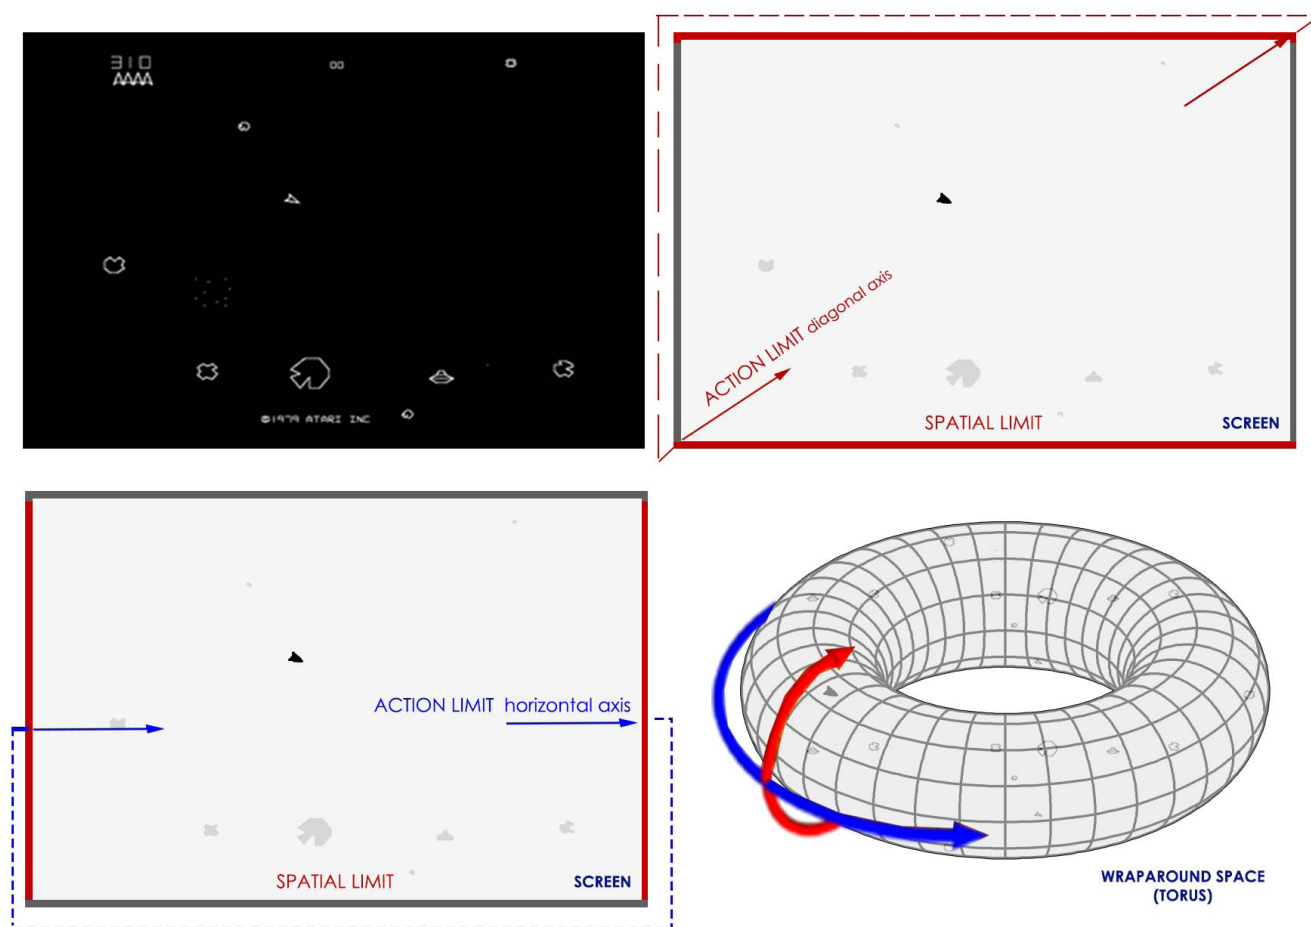 310
00
©1979 ATARI INC
ACTION LIMIT diagonal axis
SPATIAL LIMIT
SCREEN
ACTION LIMIT horizontal axis
SPATIAL LIMIT
SCREEN
WRAPAROUND SPACE
(TORUS)